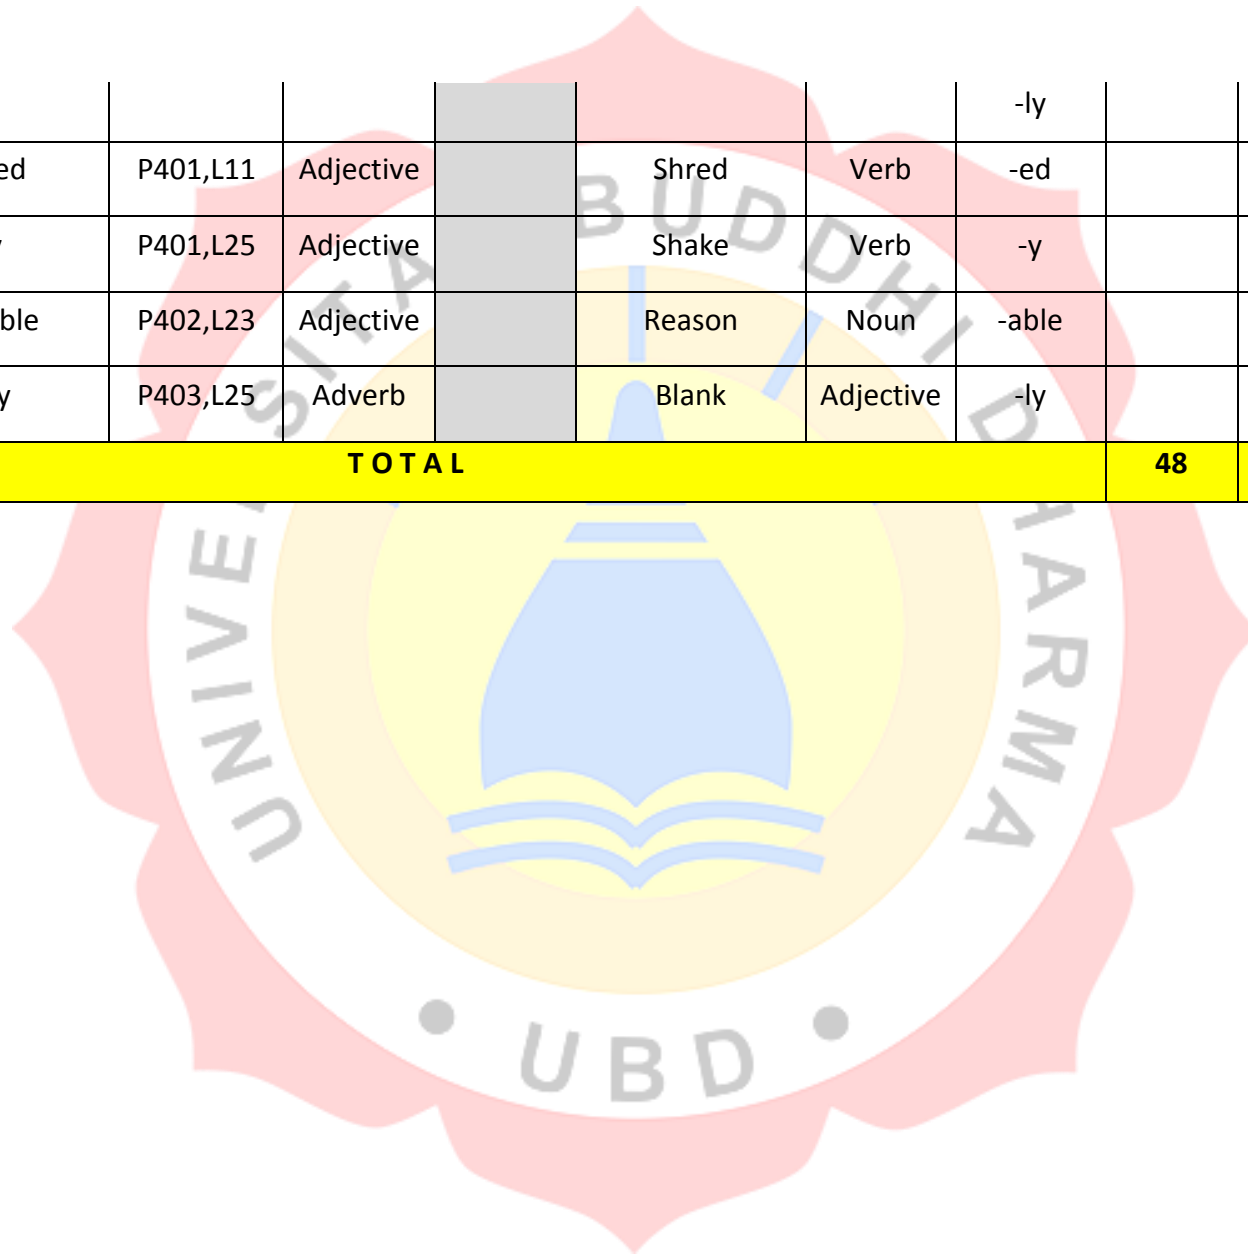 -ly
ed P401,L11 Adjective Shred Verb -ed
P401,L25 Adjective Shake Verb -y
ble P402,L23 Adjective Reason Noun -able
y P403,L25 Adverb Blank Adjective -ly
T O T A L 48
UNIVERSITAS BUDDHI DHARMA
• UBD •